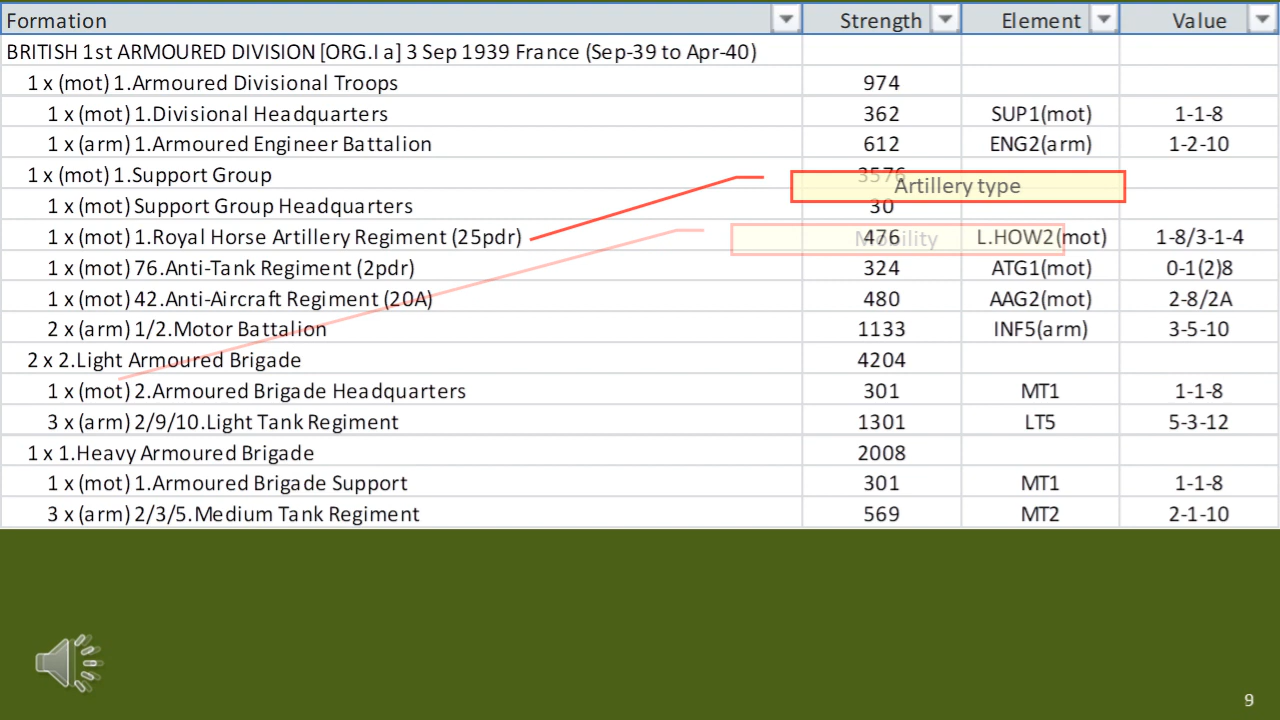 Formation Strength Element Value
BRITISH 1st ARMOURED DIVISION [ORG.I a] 3 Sep 1939 France (Sep-39 to Apr-40)
1 x (mot) 1.Armoured Divisional Troops 974
1 x (mot) 1.Divisional Headquarters 362 SUP1(mot) 1-1-8
1 x (arm) 1.Armoured Engineer Battalion 612 ENG2(arm) 1-2-10
1 x (mot) 1.Support Group 3576
Artillery type
1 x (mot) Support Group Headquarters 30
1 x (mot) 1.Royal Horse Artillery Regiment (25pdr) 476 L.HOW2(mot) 1-8/3-1-4
Mobility
1 x (mot) 76.Anti-Tank Regiment (2pdr) 324 ATG1(mot) 0-1(2)8
1 x (mot) 42.Anti-Aircraft Regiment (20A) 480 AAG2(mot) 2-8/2A
2 x (arm) 1/2.Motor Battalion 1133 INF5(arm) 3-5-10
2 x 2.Light Armoured Brigade 4204
1 x (mot) 2.Armoured Brigade Headquarters 301 MT1 1-1-8
3 x (arm) 2/9/10.Light Tank Regiment 1301 LT5 5-3-12
1 x 1.Heavy Armoured Brigade 2008
1 x (mot) 1.Armoured Brigade Support 301 MT1 1-1-8
3 x (arm) 2/3/5.Medium Tank Regiment 569 MT2 2-1-10
9